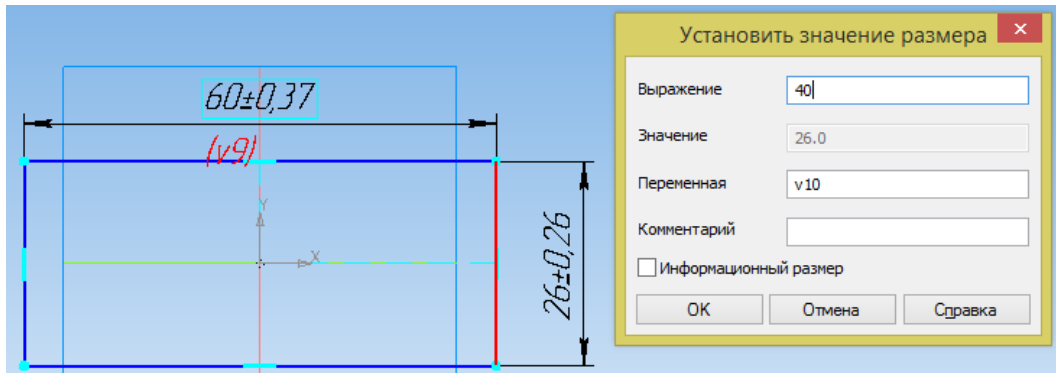 60±0,37
(v9)
Y
X
26±0,26
Установить значение размера
Выражение
40
Значение
26.0
Переменная
v10
Комментарий
Информационный размер
OK
Отмена
Справка